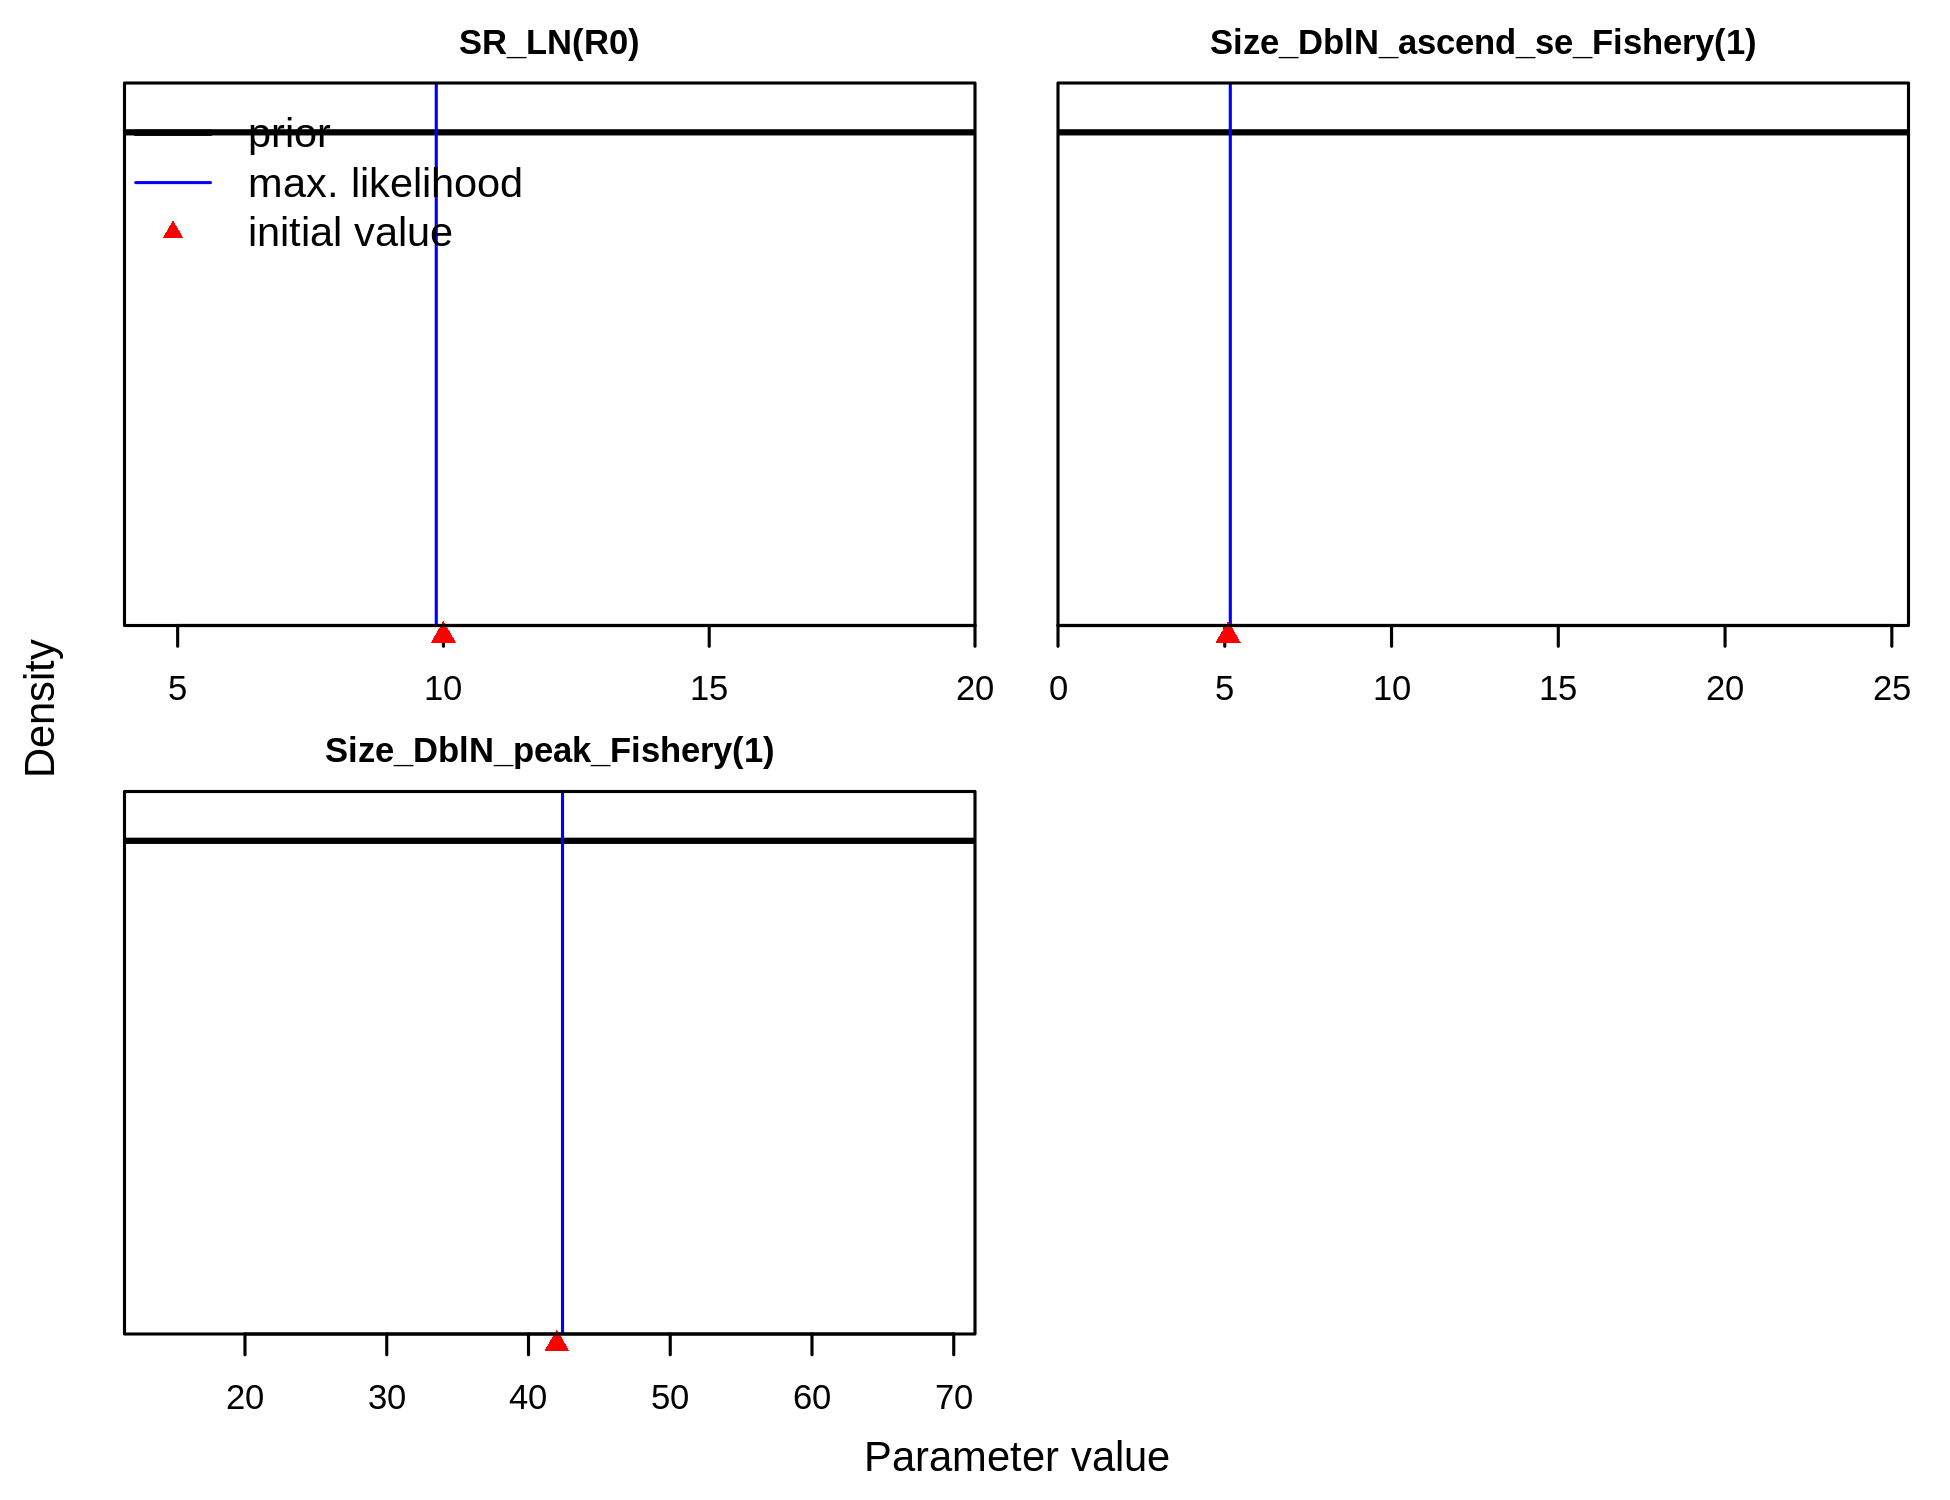 SR_LN(R0)
prior
max. likelihood
initial value
5 10 15 20
Size_DblN_ascend_se_Fishery(1)
0 5 10 15 20 25
Density
Size_DblN_peak_Fishery(1)
20 30 40 50 60 70
Parameter value